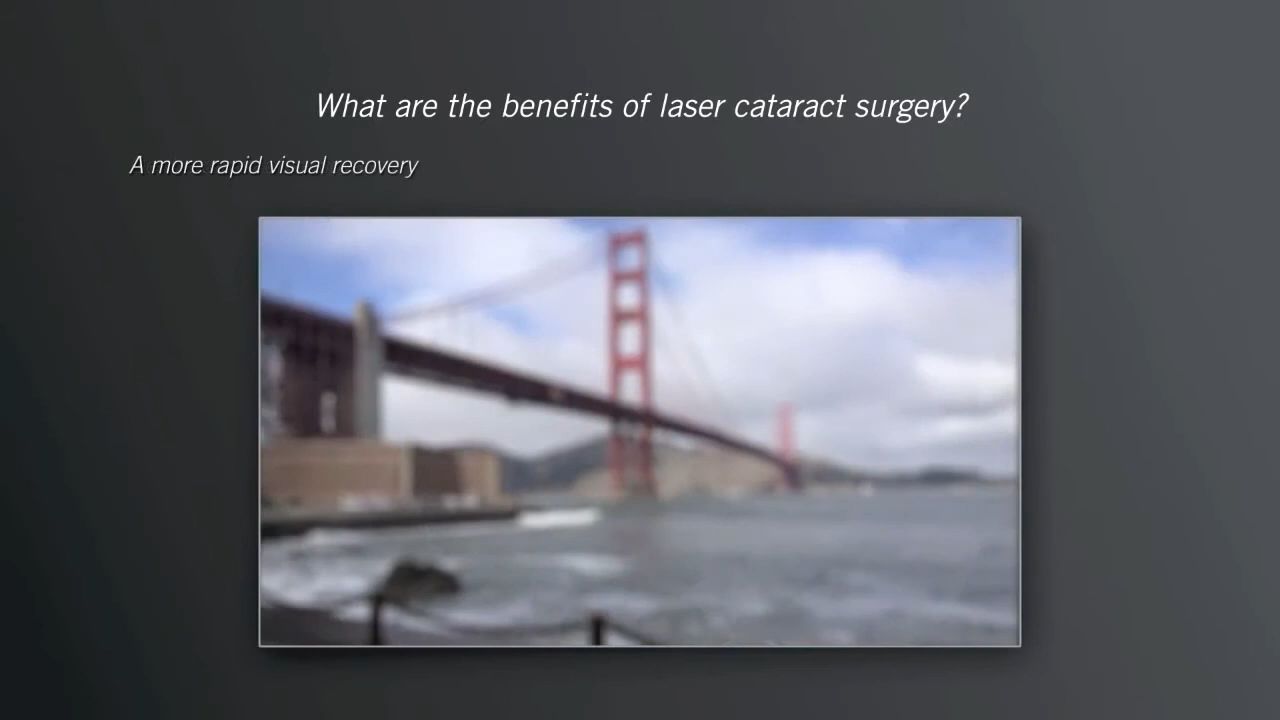 What are the benefits of laser cataract surgery?
A more rapid visual recovery